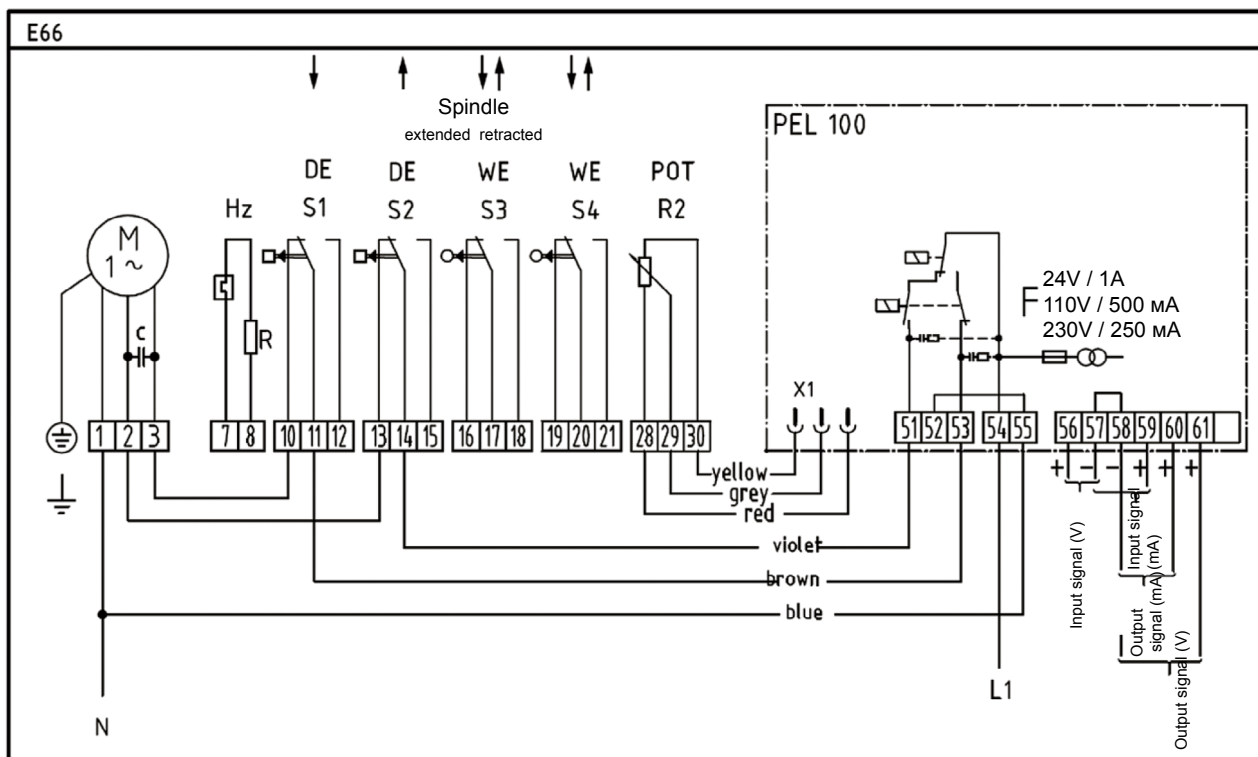 E66
Spindle
extended retracted
PEL 100
DE DE WE WE POT
Hz S1 S2 S3 S4 R2
M
1 ~
24V / 1A
F 110V / 500 мА
230V / 250 мА
C
R
X1
1 2 3 7 8 10 11 12 13 14 15 16 17 18 19 20 21 28 29 30 51 52 53 54 55 56 57 58 59 60 61
+ - - + + +
yellow
grey
red
violet
brown
blue
Input signal (V)
Input signal
(mA)
Output
signal (mA)
Output signal (V)
L1
N